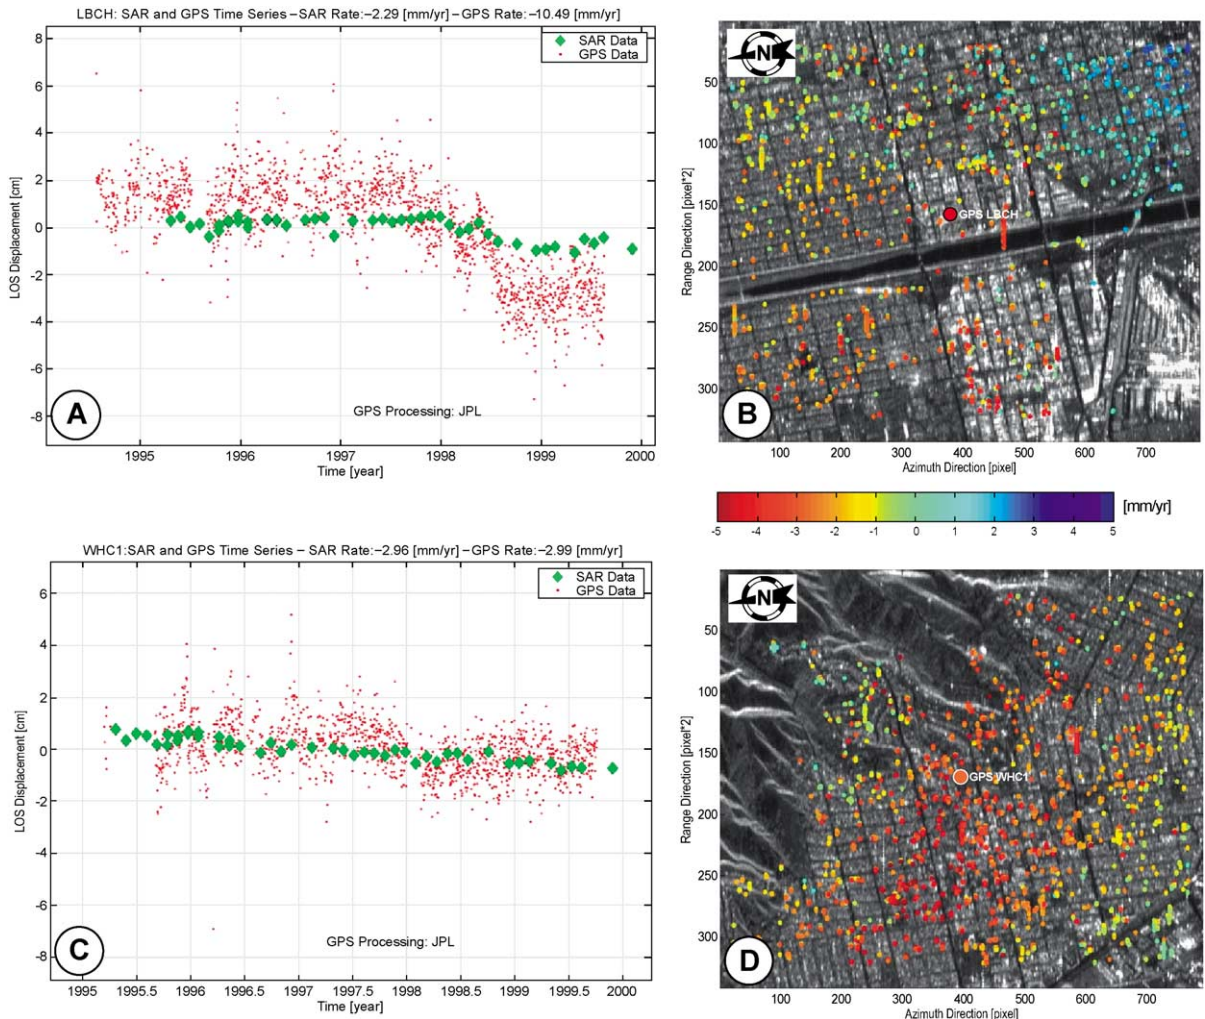 LBCH: SAR and GPS Time Series –SAR Rate:–2.29 [mm/yr] –GPS Rate:–10.49 [mm/yr]
SAR Data
GPS Data
8
6
4
2
0
-2
-4
-6
-8
LOS Displacement [cm]
A
GPS Processing: JPL
1995
1996
1997
1998
1999
2000
Time [year]
N
50
100
150
200
250
300
Range Direction [pixel*2]
GPS LBCH
B
100
200
300
400
500
600
700
Azimuth Direction [pixel]
-5
-4
-3
-2
-1
0
1
2
3
4
5
[mm/yr]
WHC1:SAR and GPS Time Series – SAR Rate:–2.96 [mm/yr] –GPS Rate:–2.99 [mm/yr]
SAR Data
GPS Data
6
4
2
0
-2
-4
-6
-8
LOS Displacement [cm]
C
GPS Processing: JPL
1995
1995.5
1996
1996.5
1997
1997.5
1998
1998.5
1999
1999.5
2000
Time [year]
N
50
100
150
200
250
300
Range Direction [pixel*2]
GPS WHC1
D
100
200
300
400
500
600
700
Azimuth Direction [pixel]